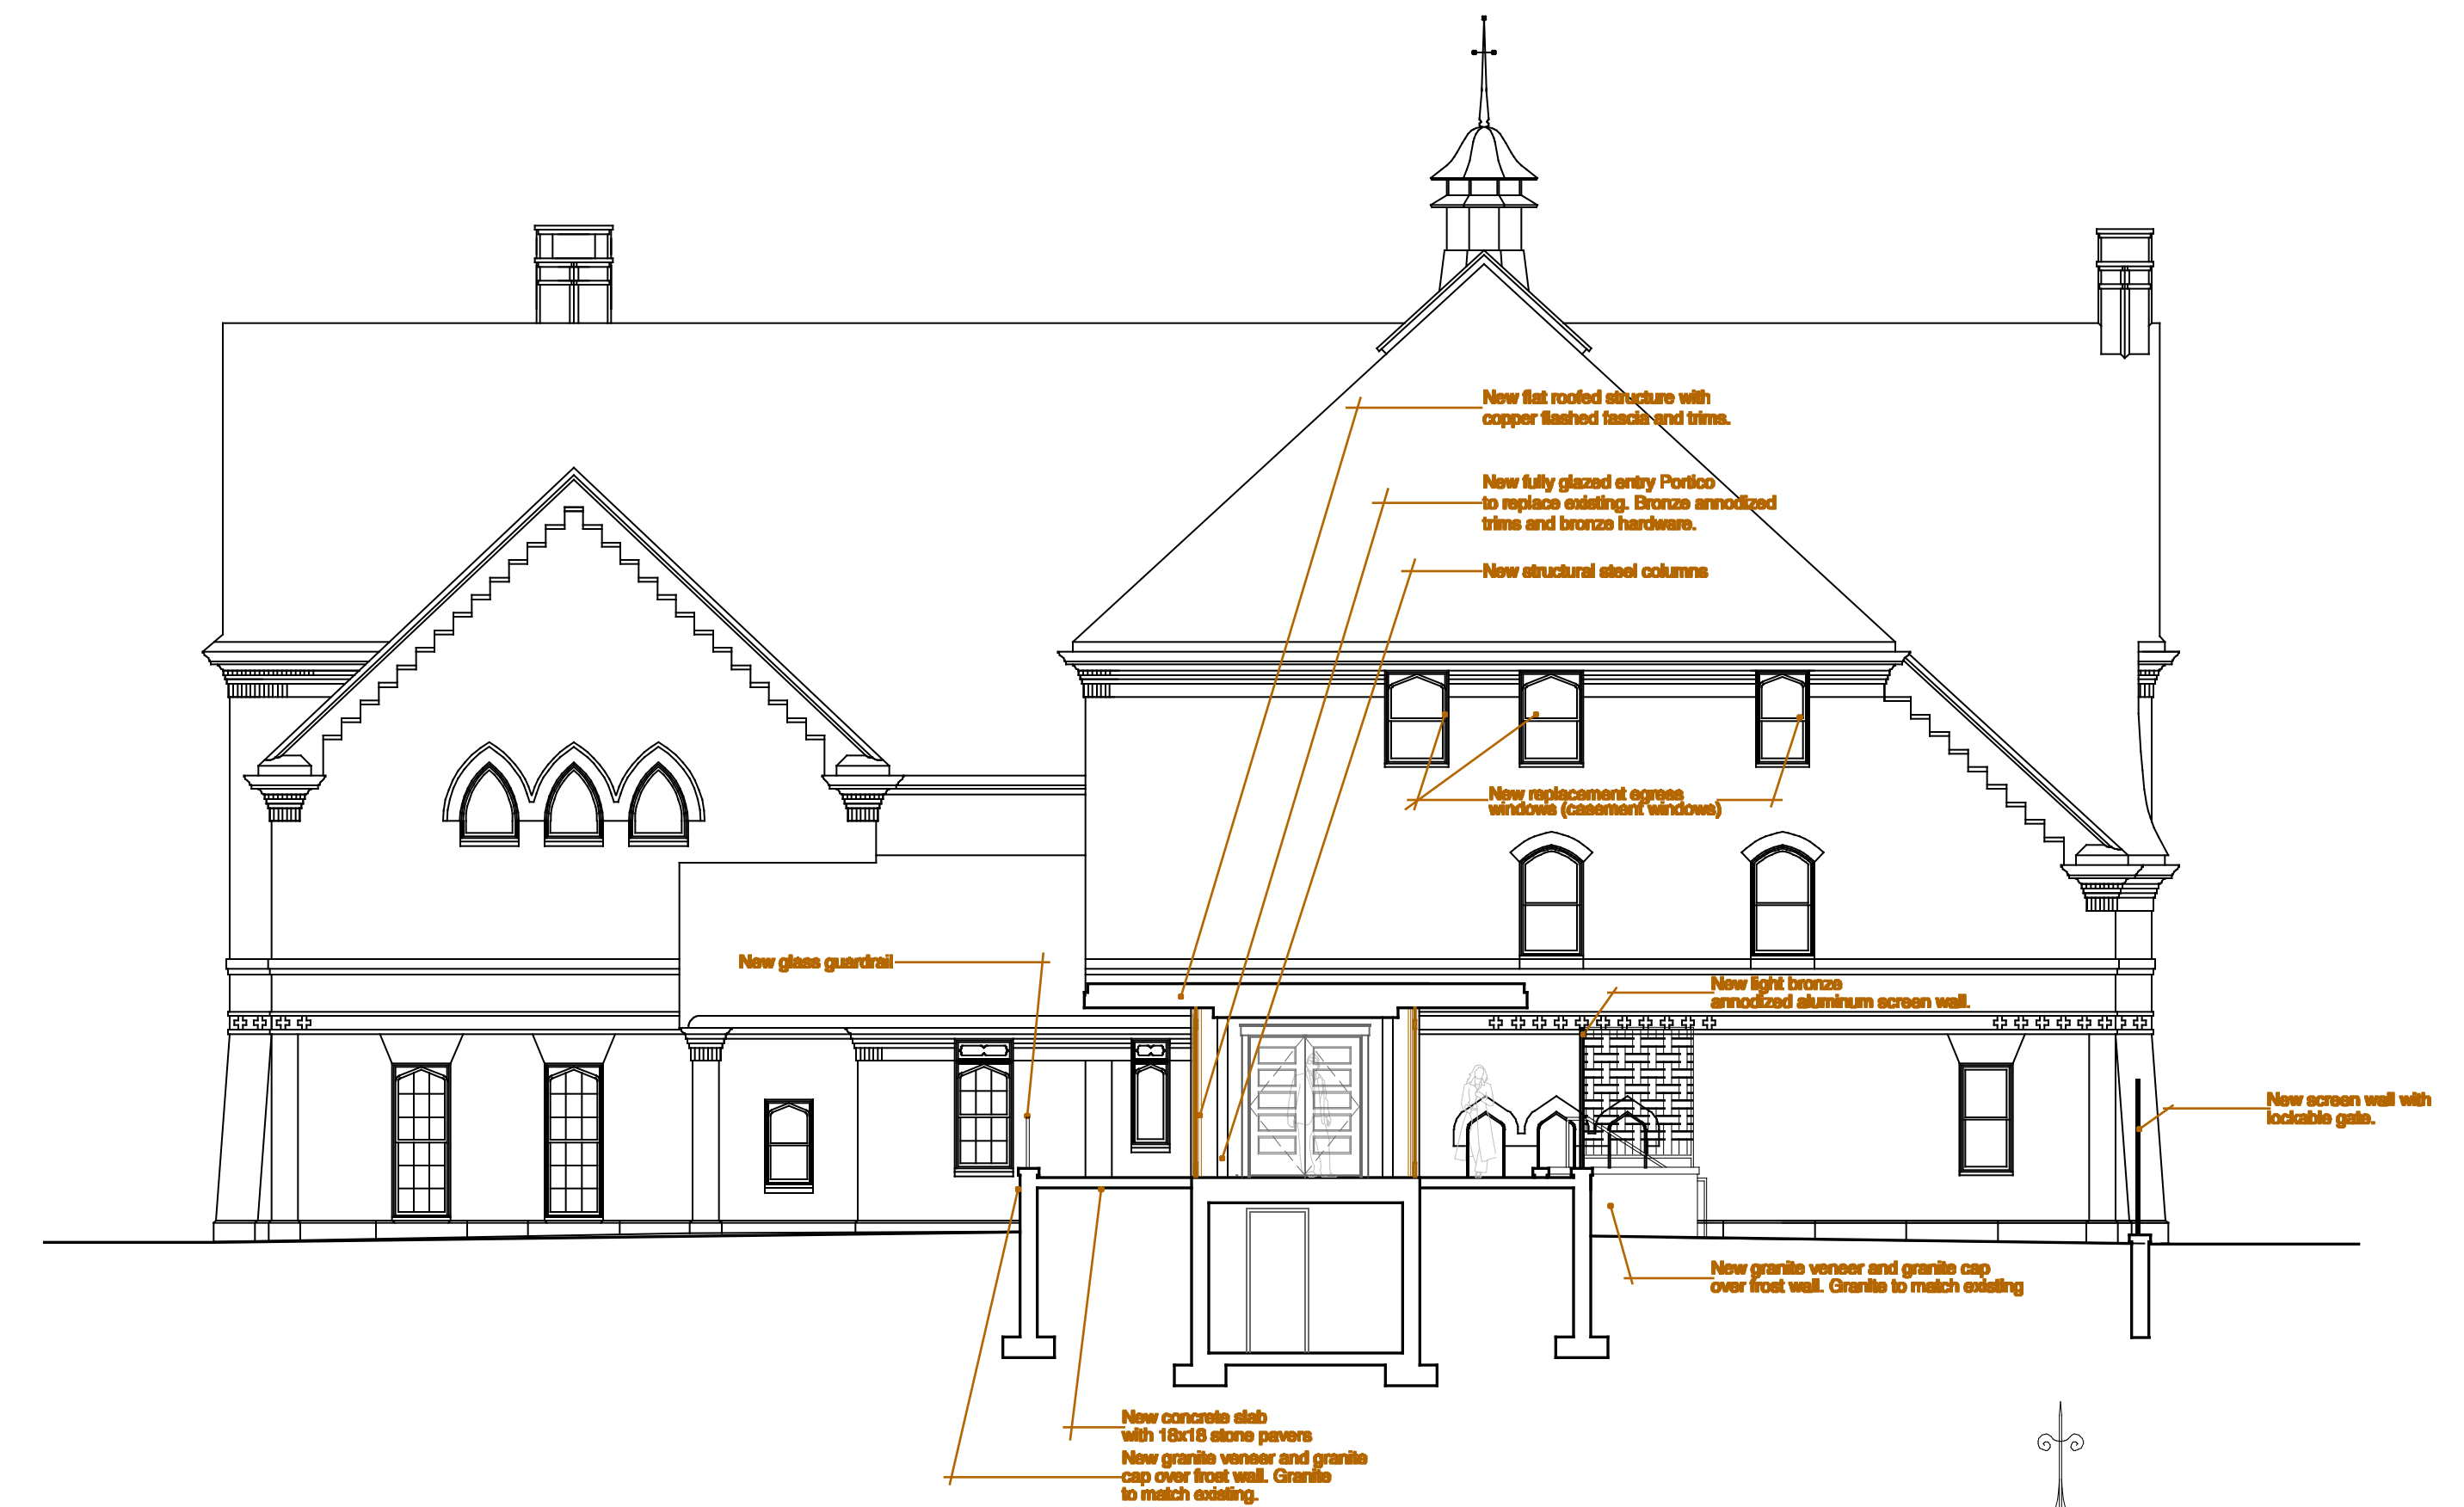 New flat roofed structure with
copper flashed fascia and trims.
New fully glazed entry Portico
to replace existing. Bronze annodized
trims and bronze hardware.
New structural steel columns
New replacement egress
windows (casement windows)
New glass guardrail
New light bronze
annodized aluminum screen wall.
New screen wall with
lockable gate.
New granite veneer and granite cap
over frost wall. Granite to match existing
New concrete slab
with 18x18 stone pavers
New granite veneer and granite
cap over frost wall. Granite
to match existing.